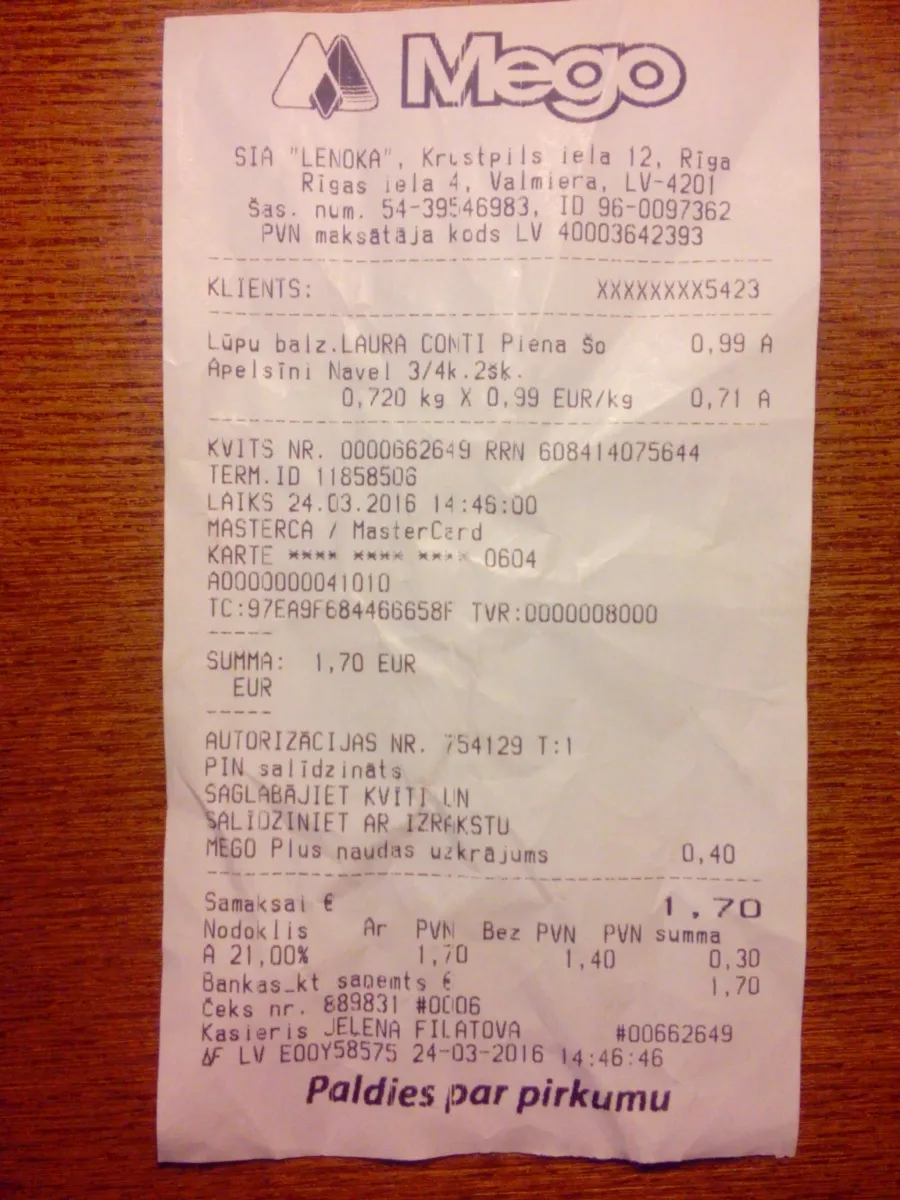 Mego
SIA "LENOKA", Krustpils iela 12, Rīga
Rīgas iela 4, Valmiera, LV-4201
Šas. num. 54-39546983, ID 96-0097362
PVN maksātāja kods LV 40003642393
KLIENTS: XXXXXXXX5423
Lūpu balz.LAURA CONTI Piena Šo 0,99 A
Apelsīni Navel 3/4k.2šķ.
0,720 kg X 0,99 EUR/kg 0,71 A
KVITS NR. 0000662649 RRN 608414075644
TERM.ID 11858506
LAIKS 24.03.2016 14:46:00
MASTERCA / MasterCard
KARTE **** **** **** 0604
A0000000041010
TC:97EA9F684466658F TVR:0000008000
-----
SUMMA: 1,70 EUR
EUR
-----
AUTORIZĀCIJAS NR. 754129 T:1
PIN salīdzināts
SAGLABĀJIET KVĪTI UN
SALĪDZINIET AR IZRAKSTU
MEGO Plus naudas uzkrājums 0,40
Samaksai € 1,70
Nodoklis Ar PVN Bez PVN PVN summa
A 21,00% 1,70 1,40 0,30
Bankas_kt saņemts € 1,70
Čeks nr. 889831 #0006
Kasieris JEĻENA FILATOVA #00662649
LV E00Y58575 24-03-2016 14:46:46
Paldies par pirkumu